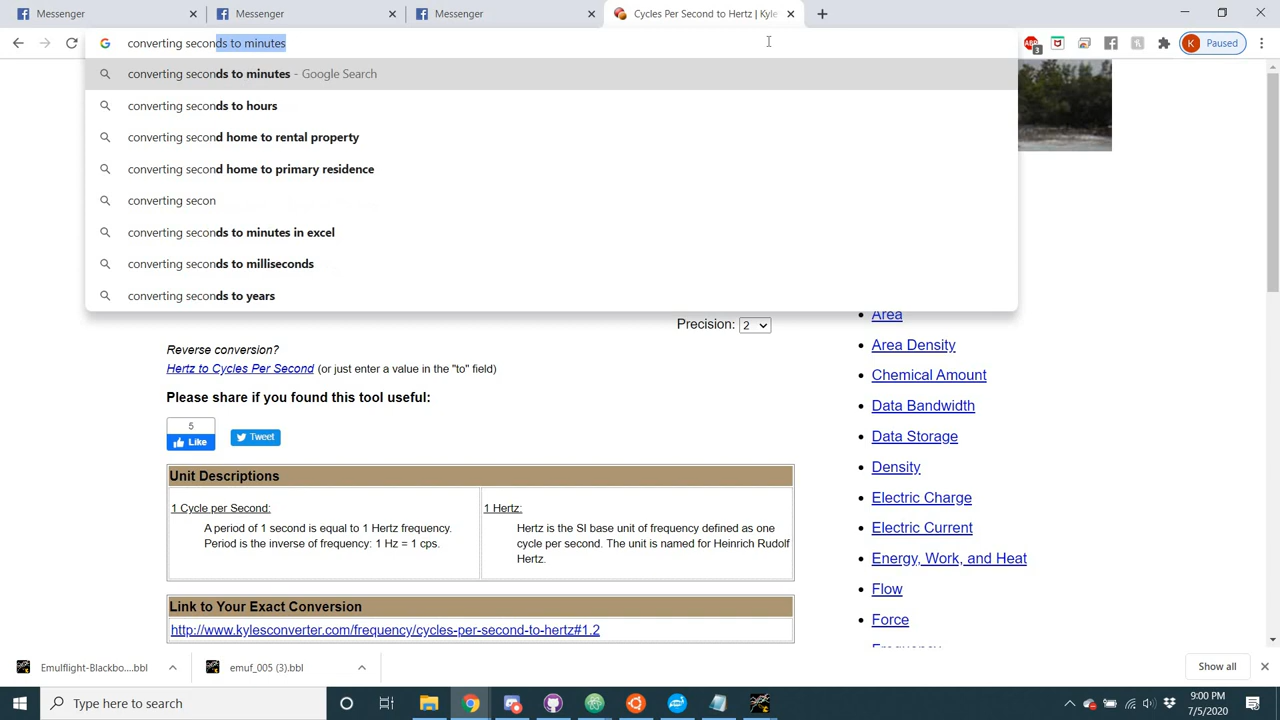 Messenger
Messenger
Messenger
Cycles Per Second to Hertz | Kyle
converting seconds to minutes
3
K Paused
converting seconds to minutes - Google Search
converting seconds to hours
converting second home to rental property
converting second home to primary residence
converting secon
converting seconds to minutes in excel
converting seconds to milliseconds
converting seconds to years
Precision: 2
Reverse conversion?
Hertz to Cycles Per Second (or just enter a value in the "to" field)
Please share if you found this tool useful:
5
Like
Tweet
Unit Descriptions
1 Cycle per Second:
A period of 1 second is equal to 1 Hertz frequency.
Period is the inverse of frequency: 1 Hz = 1 cps.
1 Hertz:
Hertz is the SI base unit of frequency defined as one
cycle per second. The unit is named for Heinrich Rudolf
Hertz.
Link to Your Exact Conversion
http://www.kylesconverter.com/frequency/cycles-per-second-to-hertz#1.2
Area
Area Density
Chemical Amount
Data Bandwidth
Data Storage
Density
Electric Charge
Electric Current
Energy, Work, and Heat
Flow
Force
Frequency
Emulflight-Blackbo....bbl
emuf_005 (3).bbl
Show all
Type here to search
9:00 PM
7/5/2020